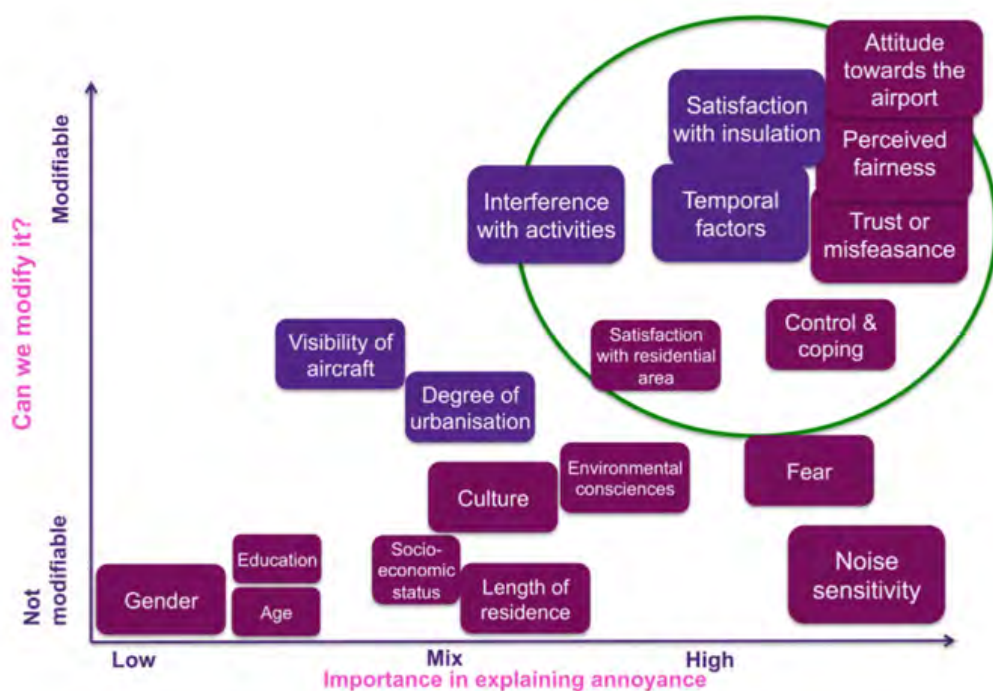 Attitude
towards the
airport
Satisfaction
with insulation
Perceived
fairness
Interference
with activities
Temporal
factors
Trust or
misfeasance
Modifiable
Can we modify it?
Not
modifiable
Visibility of
aircraft
Satisfaction
with residential
area
Control &
coping
Degree of
urbanisation
Culture
Environmental
consciences
Fear
Education
Socio-
economic
status
Noise
sensitivity
Gender
Age
Length of
residence
Low
Mix
High
Importance in explaining annoyance